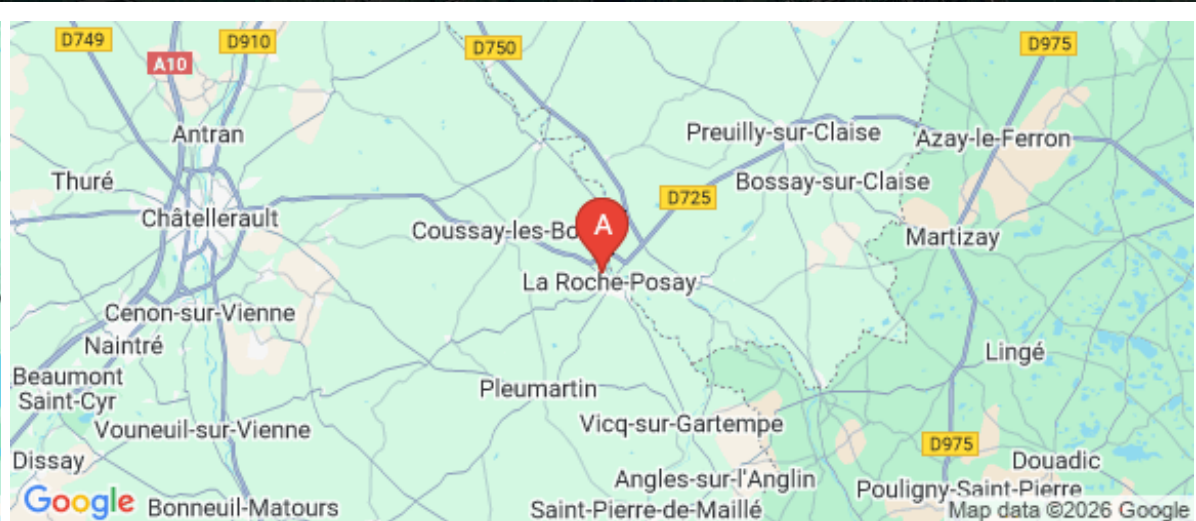 D749
D910
D750
D975
A10
Antran
Preuilly-sur-Claise
Azay-le-Ferron
Thuré
Bossay-sur-Claise
D725
Châtellerault
Coussay-les-Bo
A
Martizay
La Roche-Posay
Cenon-sur-Vienne
Naintré
Lingé
Beaumont
Saint-Cyr
Pleumartin
Vouneuil-sur-Vienne
Vicq-sur-Gartempe
D975
Dissay
Douadic
Angles-sur-l'Anglin
Pouligny-Saint-Pierre
Google
Bonneuil-Matours
Saint-Pierre-de-Maillé
Map data ©2026 Google